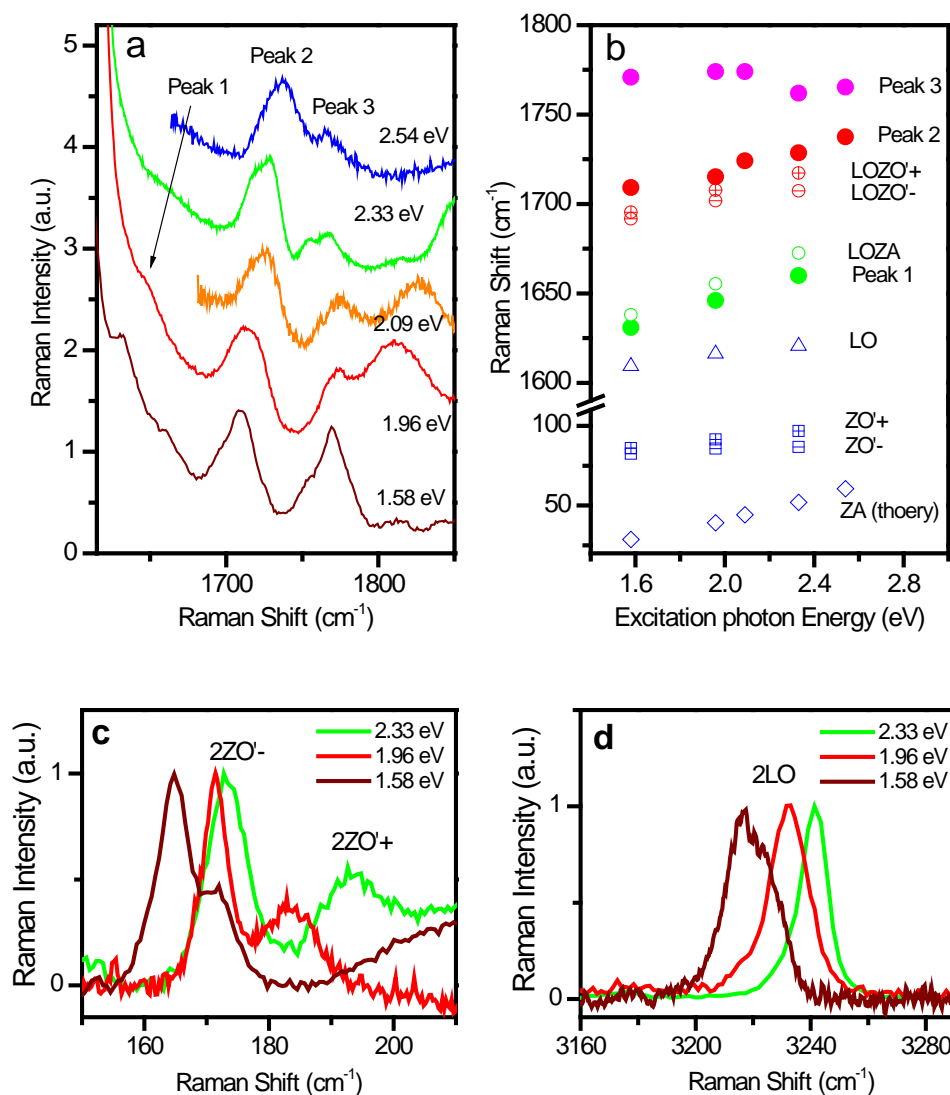 a
Peak 1
Peak 2
Peak 3
2.54 eV
2.33 eV
2.09 eV
1.96 eV
1.58 eV
5
4
3
2
1
0
1700
1800
Raman Intensity (a.u.)
Raman Shift (cm⁻¹)
b
Peak 3
Peak 2
LOZO'+
LOZO'-
LOZA
Peak 1
LO
ZO'+
ZO'-
ZA (thoery)
1800
1750
1700
1650
1600
100
50
1.6
2.0
2.4
2.8
Raman Shift (cm⁻¹)
Excitation photon Energy (eV)
c
2ZO'-
2.33 eV
1.96 eV
1.58 eV
2ZO'+
1
0
160
180
200
Raman Intensity (a.u.)
Raman Shift (cm⁻¹)
d
2.33 eV
1.96 eV
1.58 eV
2LO
1
0
3160
3200
3240
3280
Raman Intensity (a.u.)
Raman Shift (cm⁻¹)